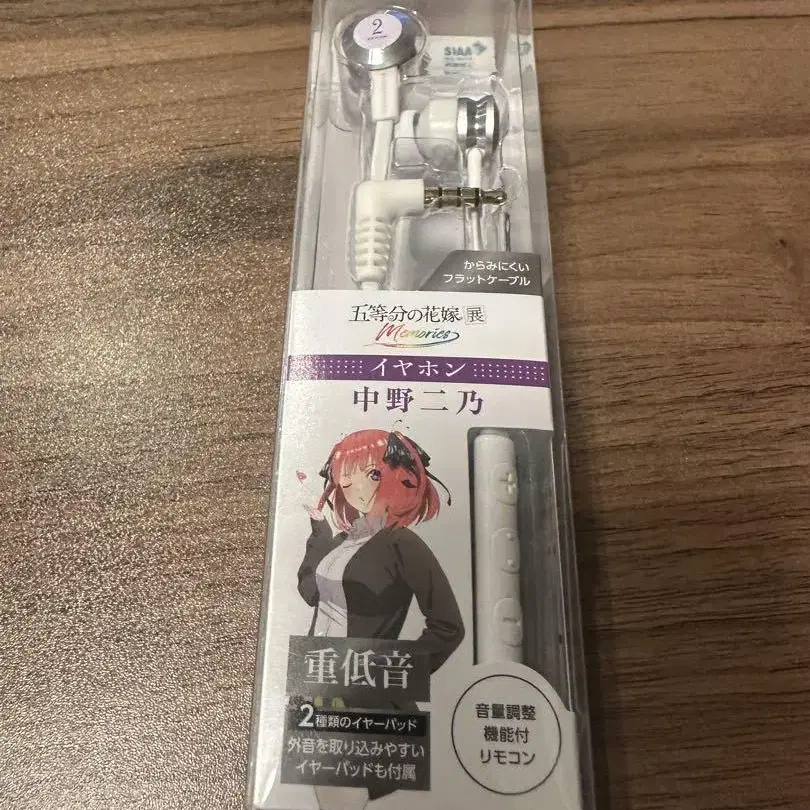 2
SIAA
からみにくい
フラットケーブル
五等分の花嫁展
Memories
イヤホン
中野二乃
重低音
2種類のイヤーパッド
外音を取り込みやすい
イヤーパッドも付属
音量調整
機能付
リモコン